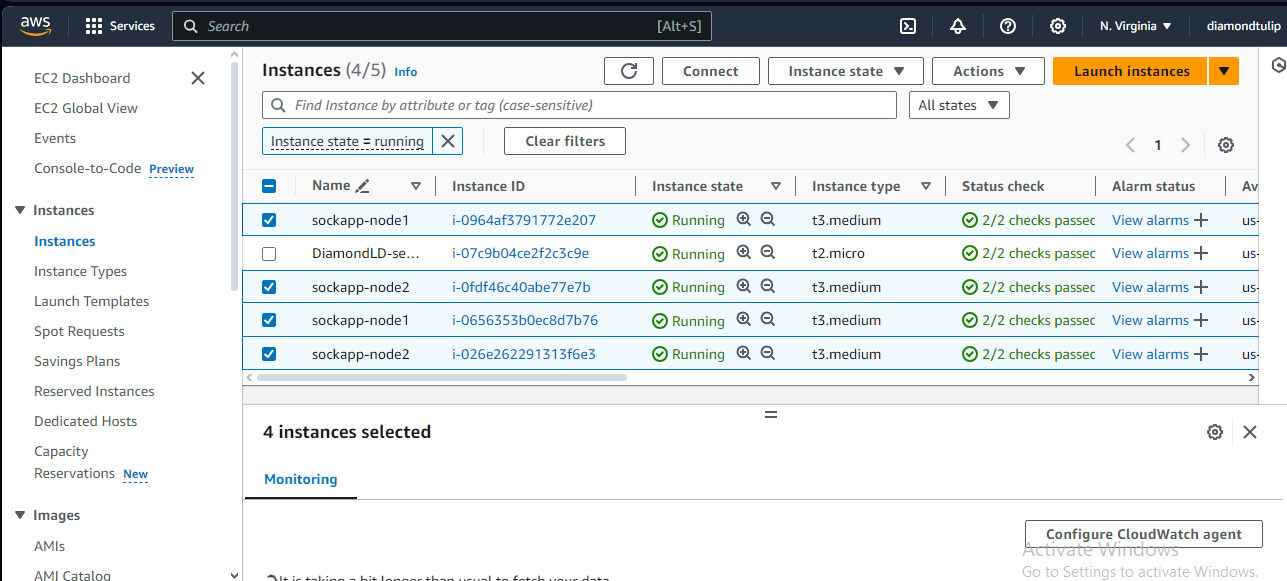 aws Services Search [Alt+S] N. Virginia diamondtulip
EC2 Dashboard
EC2 Global View
Events
Console-to-Code Preview
Instances
Instances
Instance Types
Launch Templates
Spot Requests
Savings Plans
Reserved Instances
Dedicated Hosts
Capacity
Reservations New
Images
AMIs
AMI Catalog
Instances (4/5) Info Connect Instance state Actions Launch instances
Find Instance by attribute or tag (case-sensitive) All states
Instance state = running Clear filters
1
Name Instance ID Instance state Instance type Status check Alarm status Av
sockapp-node1 i-0964af3791772e207 Running t3.medium 2/2 checks passed View alarms us-
DiamondLD-se... i-07c9b04ce2f2c3c9e Running t2.micro 2/2 checks passed View alarms us-
sockapp-node2 i-0fdf46c40abe77e7b Running t3.medium 2/2 checks passed View alarms us-
sockapp-node1 i-0656353b0ec8d7b76 Running t3.medium 2/2 checks passed View alarms us-
sockapp-node2 i-026e262291313f6e3 Running t3.medium 2/2 checks passed View alarms us-
4 instances selected
Monitoring
Configure CloudWatch agent
Activate Windows
Go to Settings to activate Windows.
It is taking a bit longer than usual to fetch your data